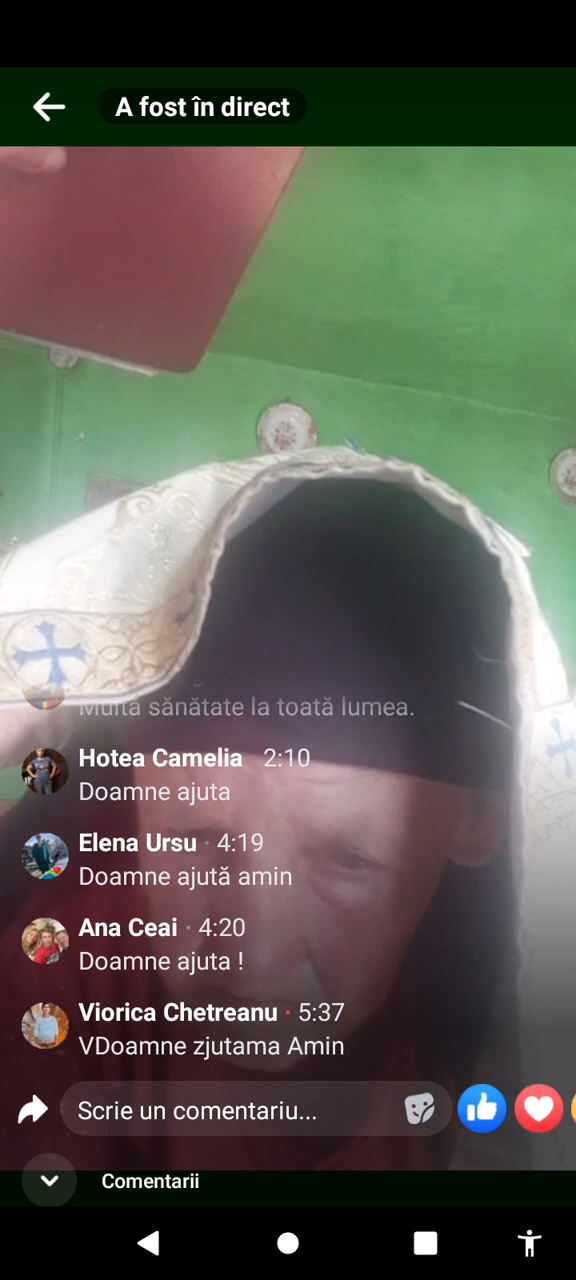 A fost în direct
Multă sănătate la toată lumea.
Hotea Camelia 2:10
Doamne ajuta
Elena Ursu · 4:19
Doamne ajută amin
Ana Ceai · 4:20
Doamne ajuta !
Viorica Chetreanu · 5:37
VDoamne zjutama Amin
Scrie un comentariu...
Comentarii